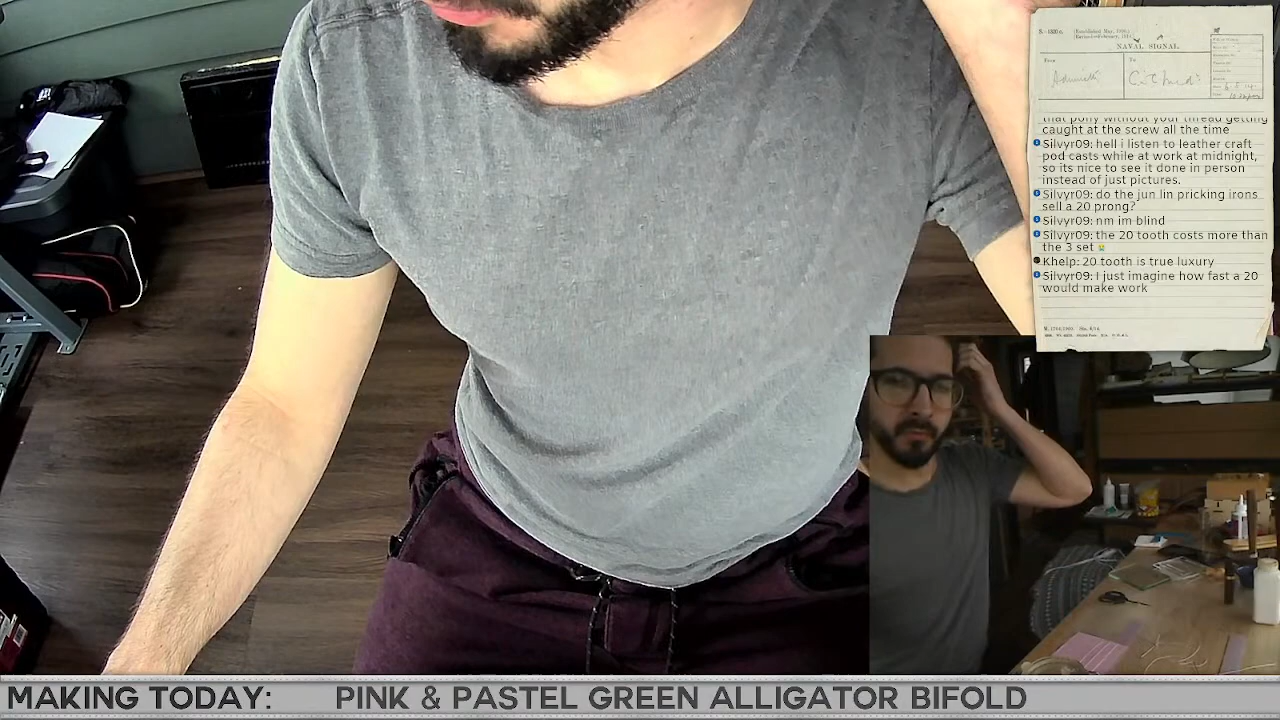 NAVAL SIGNAL.
From
To
that pony without your thread getting
caught at the screw all the time
Silvyr09: hell i listen to leather craft
pod casts while at work at midnight,
so its nice to see it done in person
instead of just pictures.
Silvyr09: do the jun lin pricking irons
sell a 20 prong?
Silvyr09: nm im blind
Silvyr09: the 20 tooth costs more than
the 3 set
Khelp: 20 tooth is true luxury
Silvyr09: I just imagine how fast a 20
would make work
MAKING TODAY: PINK & PASTEL GREEN ALLIGATOR BIFOLD